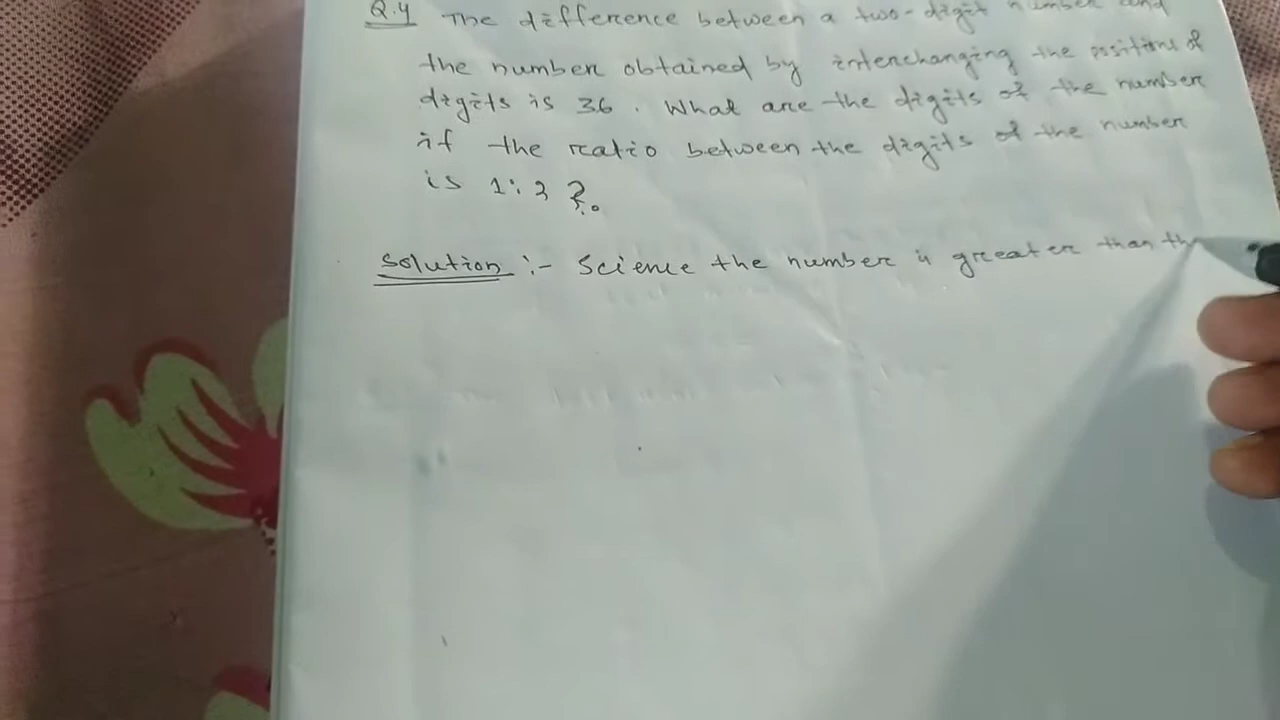 Q.4 The difference between a two-digit number and
the number obtained by interchanging the positions of
digits is 36. What are the digits of the number
if the ratio between the digits of the number
is 1:2 ?.
Solution :- Science the number is greater than th